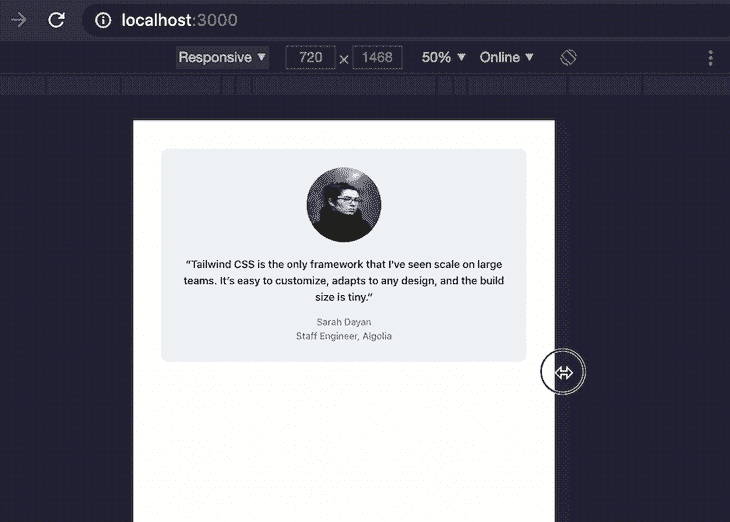 localhost:3000
Responsive ▼ 720 × 1468 50% ▼ Online ▼
“Tailwind CSS is the only framework that I've seen scale on large
teams. It’s easy to customize, adapts to any design, and the build
size is tiny.”
Sarah Dayan
Staff Engineer, Algolia